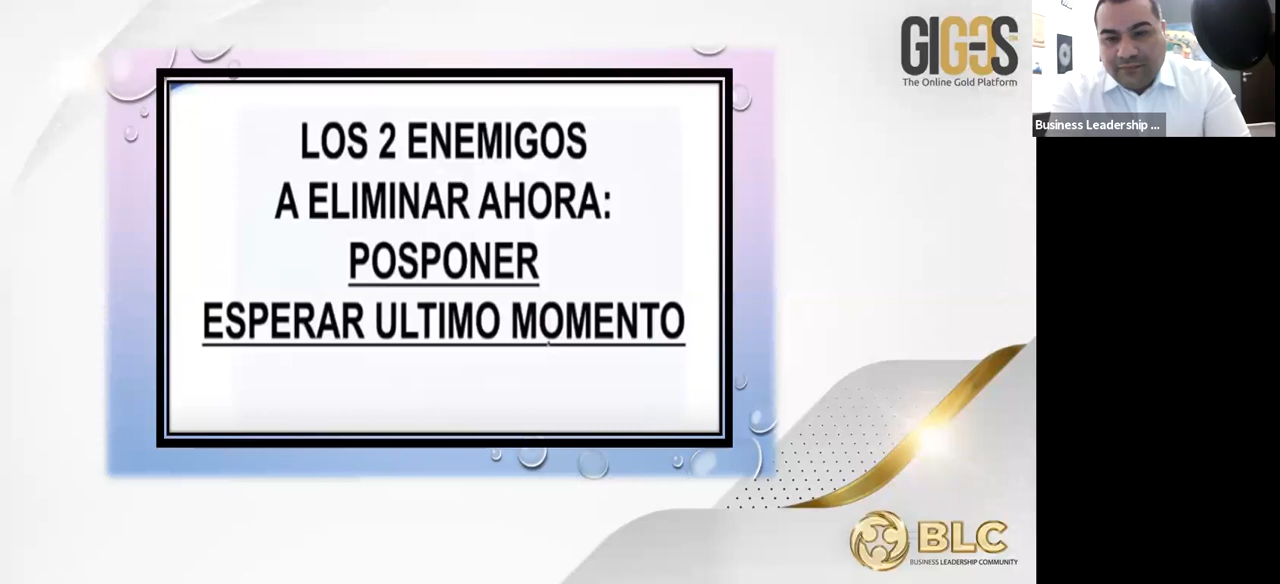 LOS 2 ENEMIGOS
A ELIMINAR AHORA:
POSPONER
ESPERAR ULTIMO MOMENTO
GIGOS
The Online Gold Platform
Business Leadership ...
BLC
BUSINESS LEADERSHIP COMMUNITY